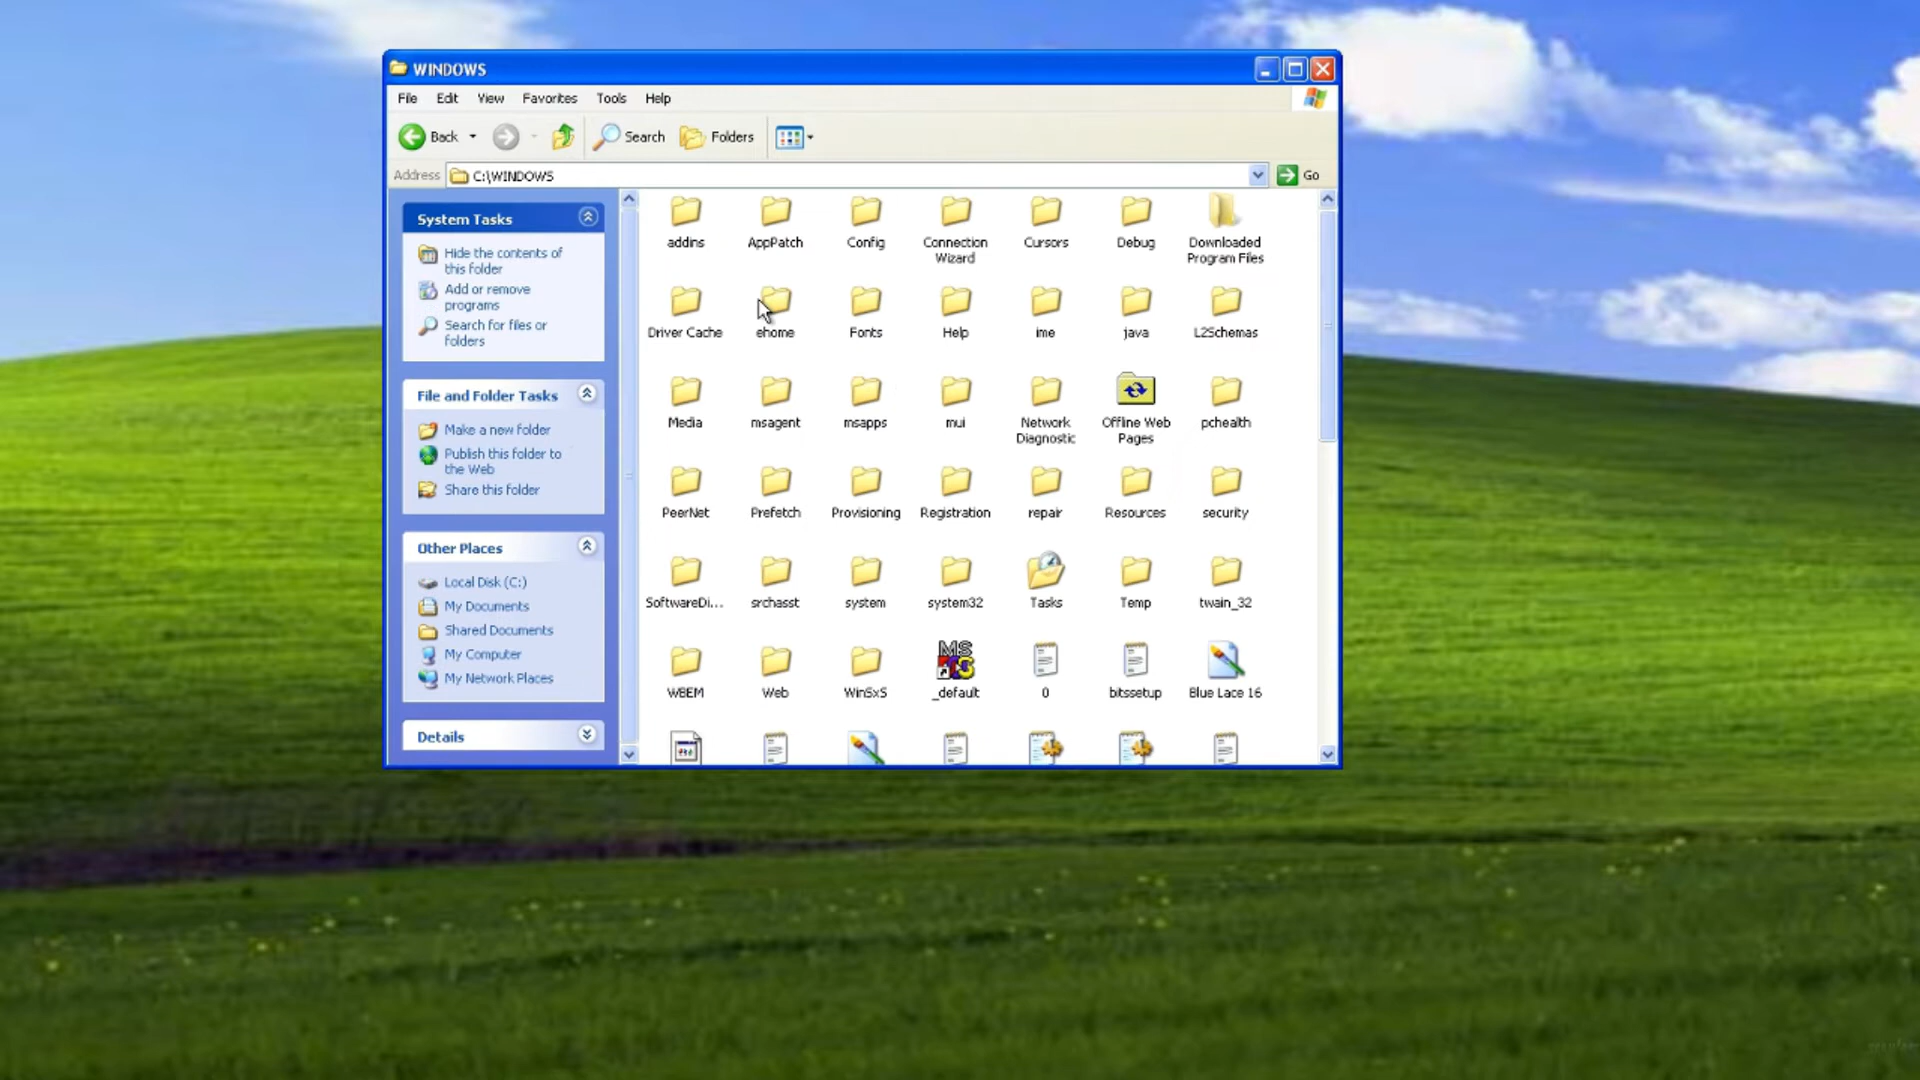 WINDOWS
File Edit View Favorites Tools Help
Back Search Folders
Address C:\WINDOWS Go
System Tasks
Hide the contents of
this folder
Add or remove
programs
Search for files or
folders
File and Folder Tasks
Make a new folder
Publish this folder to
the Web
Share this folder
Other Places
Local Disk (C:)
My Documents
Shared Documents
My Computer
My Network Places
Details
addins AppPatch Config Connection Wizard Cursors Debug Downloaded Program Files
Driver Cache ehome Fonts Help ime java L2Schemas
Media msagent msapps mui Network Diagnostic Offline Web Pages pchealth
PeerNet Prefetch Provisioning Registration repair Resources security
SoftwareDi... srchasst system system32 Tasks Temp twain_32
WBEM Web WinSxS _default 0 bitssetup Blue Lace 16